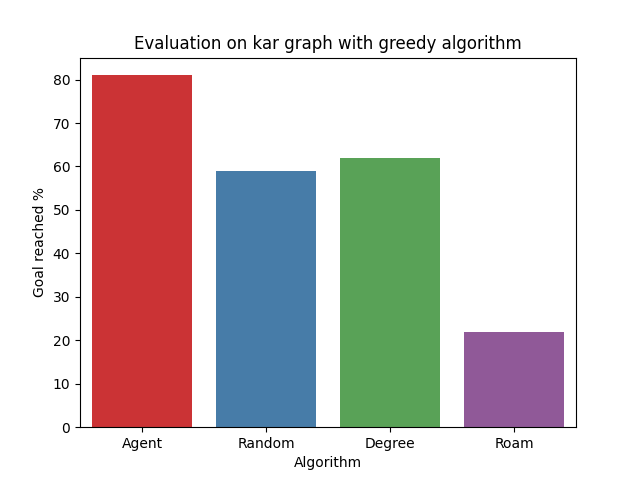 Evaluation on kar graph with greedy algorithm
80
70
60
50
40
30
20
10
0
Goal reached %
Agent Random Degree Roam
Algorithm